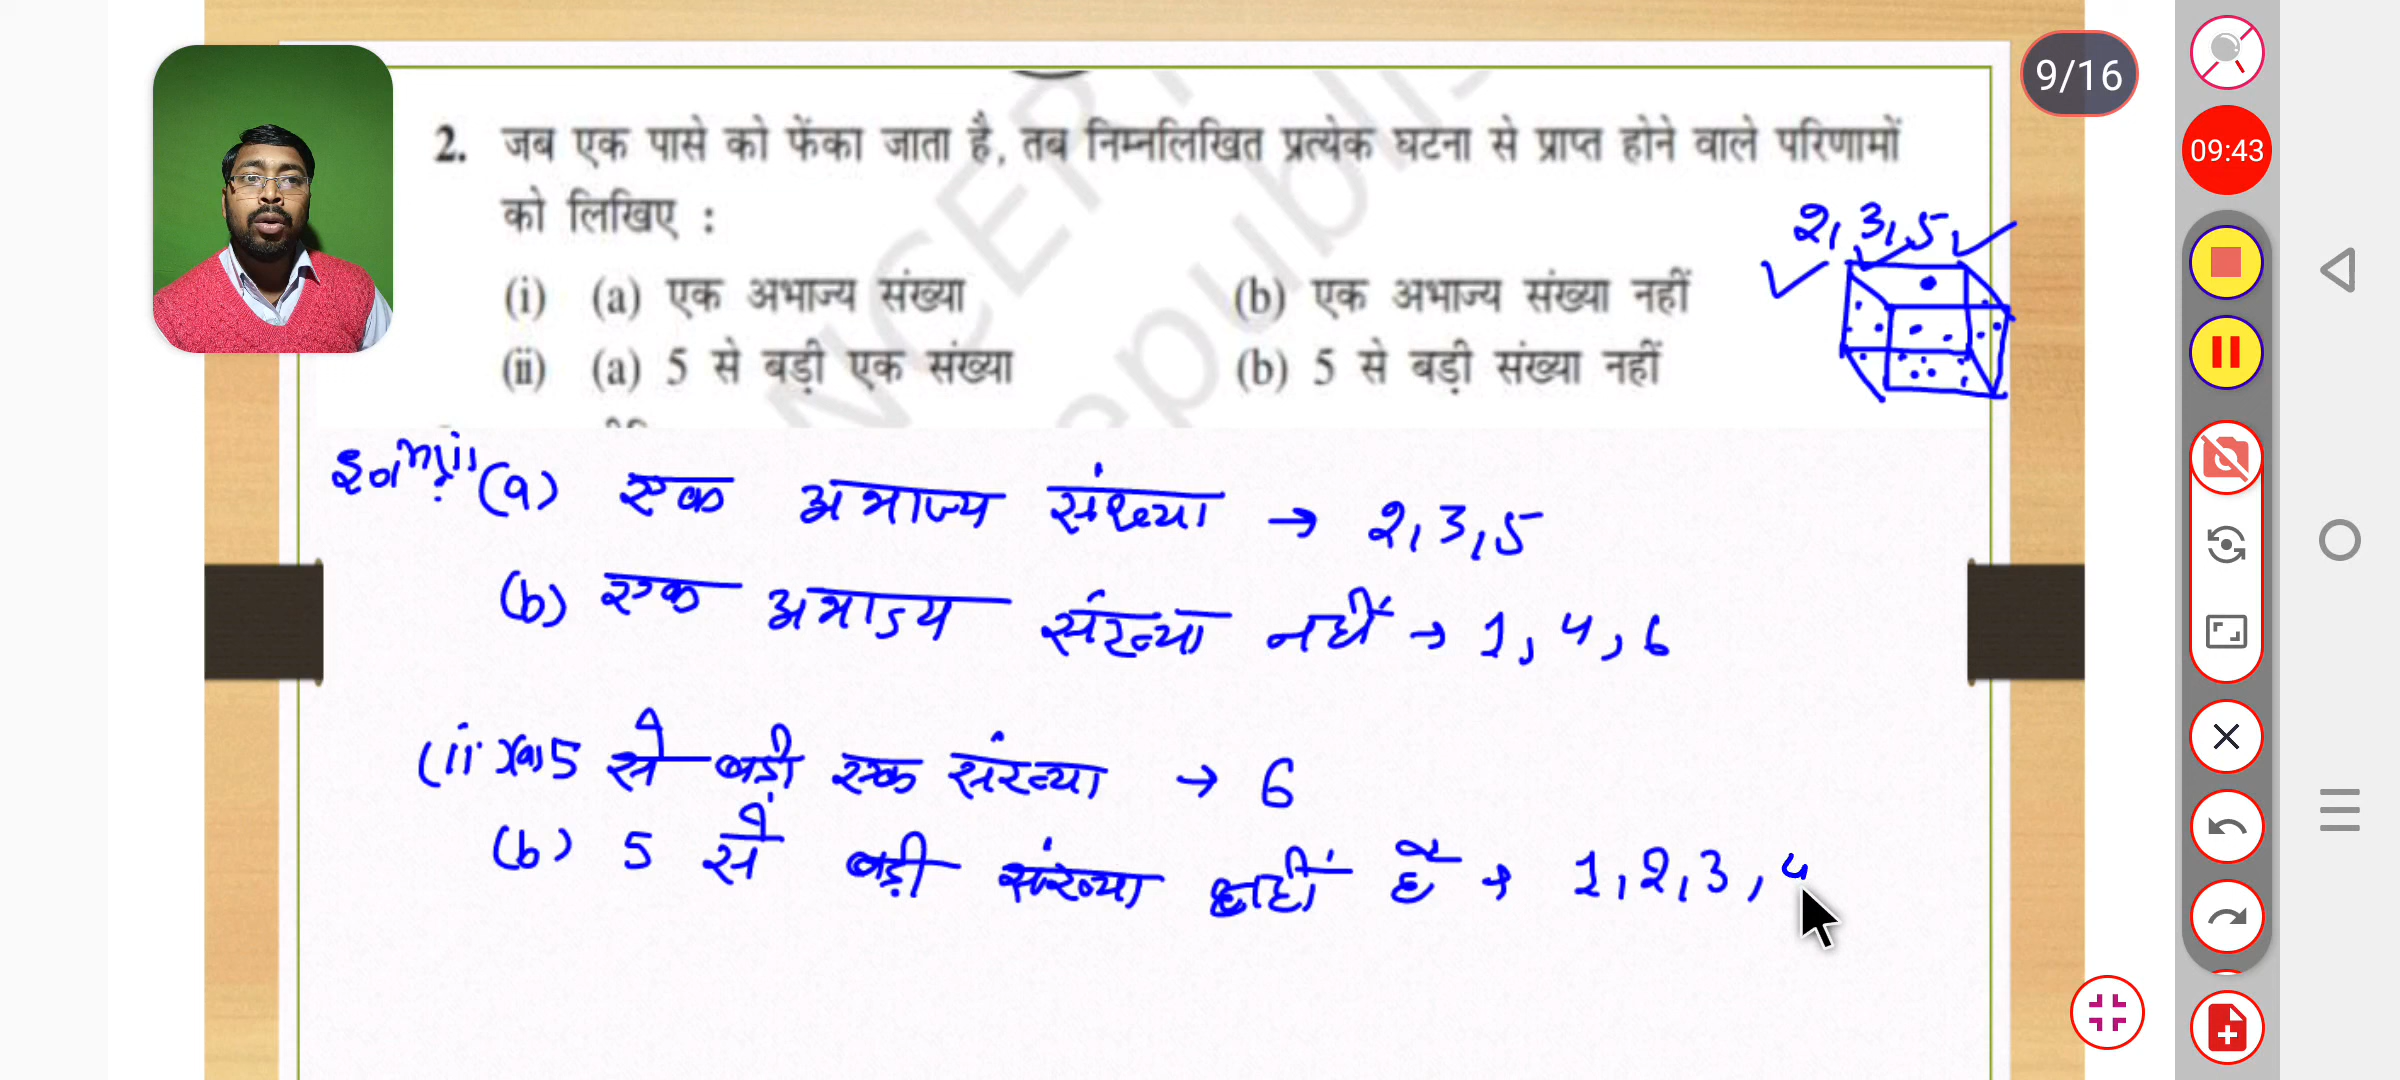 9/16
09:43
2. जब एक पासे को फेंका जाता है, तब निम्नलिखित प्रत्येक घटना से प्राप्त होने वाले परिणामों
को लिखिए :
2, 3, 5
(i) (a) एक अभाज्य संख्या (b) एक अभाज्य संख्या नहीं
(ii) (a) 5 से बड़ी एक संख्या (b) 5 से बड़ी संख्या नहीं
(a) एक अभाज्य संख्या → 2, 3, 5
(b) एक अभाज्य संख्या नहीं → 1, 4, 6
(ii) (a) 5 से बड़ी एक संख्या → 6
(b) 5 से बड़ी संख्या नहीं है → 1, 2, 3, 4